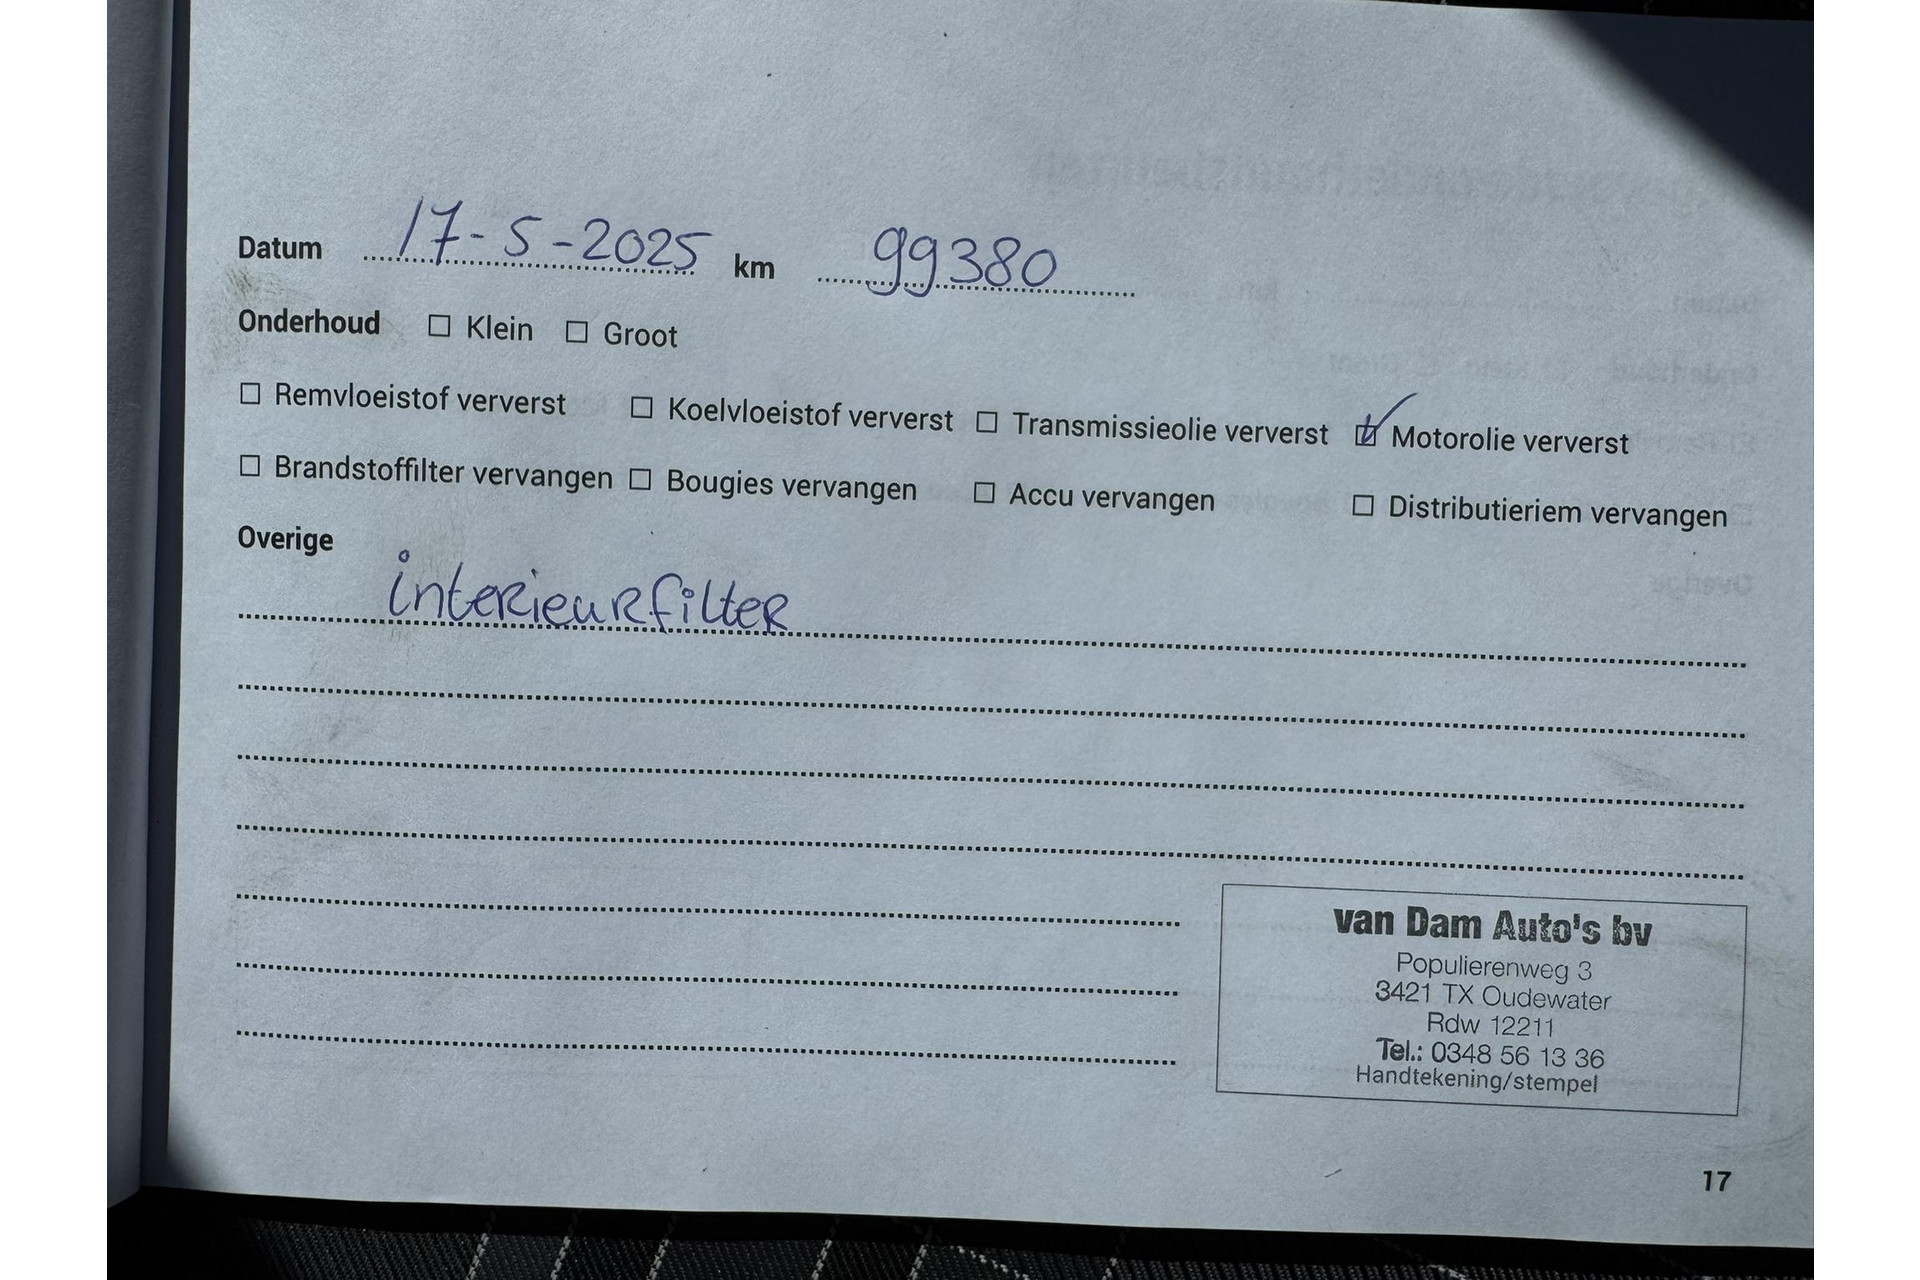 Datum 17-5-2025 km 99380
Onderhoud ☐ Klein ☐ Groot
☐ Remvloeistof ververst ☐ Koelvloeistof ververst ☐ Transmissieolie ververst ☑ Motorolie ververst
☐ Brandstoffilter vervangen ☐ Bougies vervangen ☐ Accu vervangen ☐ Distributieriem vervangen
Overige
interieurfilter
van Dam Auto's bv
Populierenweg 3
3421 TX Oudewater
Rdw 12211
Tel.: 0348 56 13 36
Handtekening/stempel
17